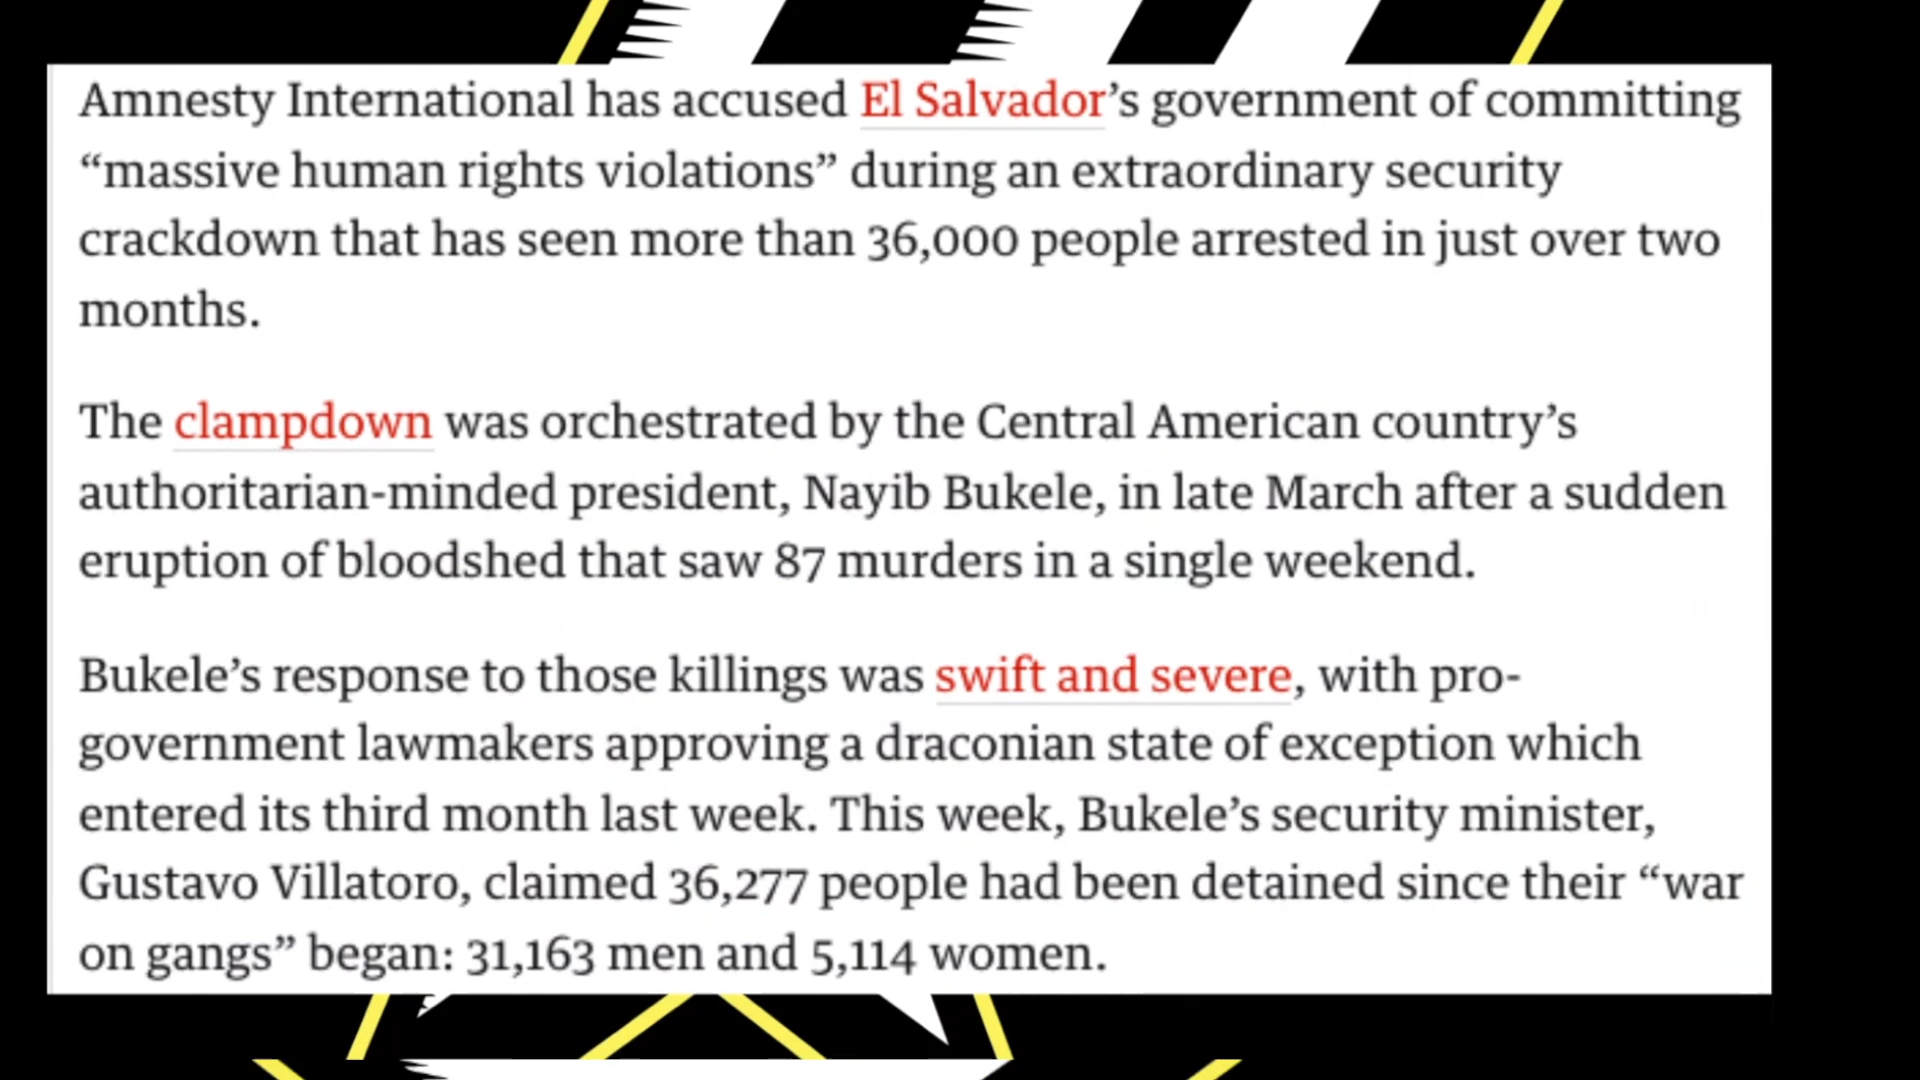 Amnesty International has accused El Salvador’s government of committing
“massive human rights violations” during an extraordinary security
crackdown that has seen more than 36,000 people arrested in just over two
months.
The clampdown was orchestrated by the Central American country’s
authoritarian-minded president, Nayib Bukele, in late March after a sudden
eruption of bloodshed that saw 87 murders in a single weekend.
Bukele’s response to those killings was swift and severe, with pro-
government lawmakers approving a draconian state of exception which
entered its third month last week. This week, Bukele’s security minister,
Gustavo Villatoro, claimed 36,277 people had been detained since their “war
on gangs” began: 31,163 men and 5,114 women.